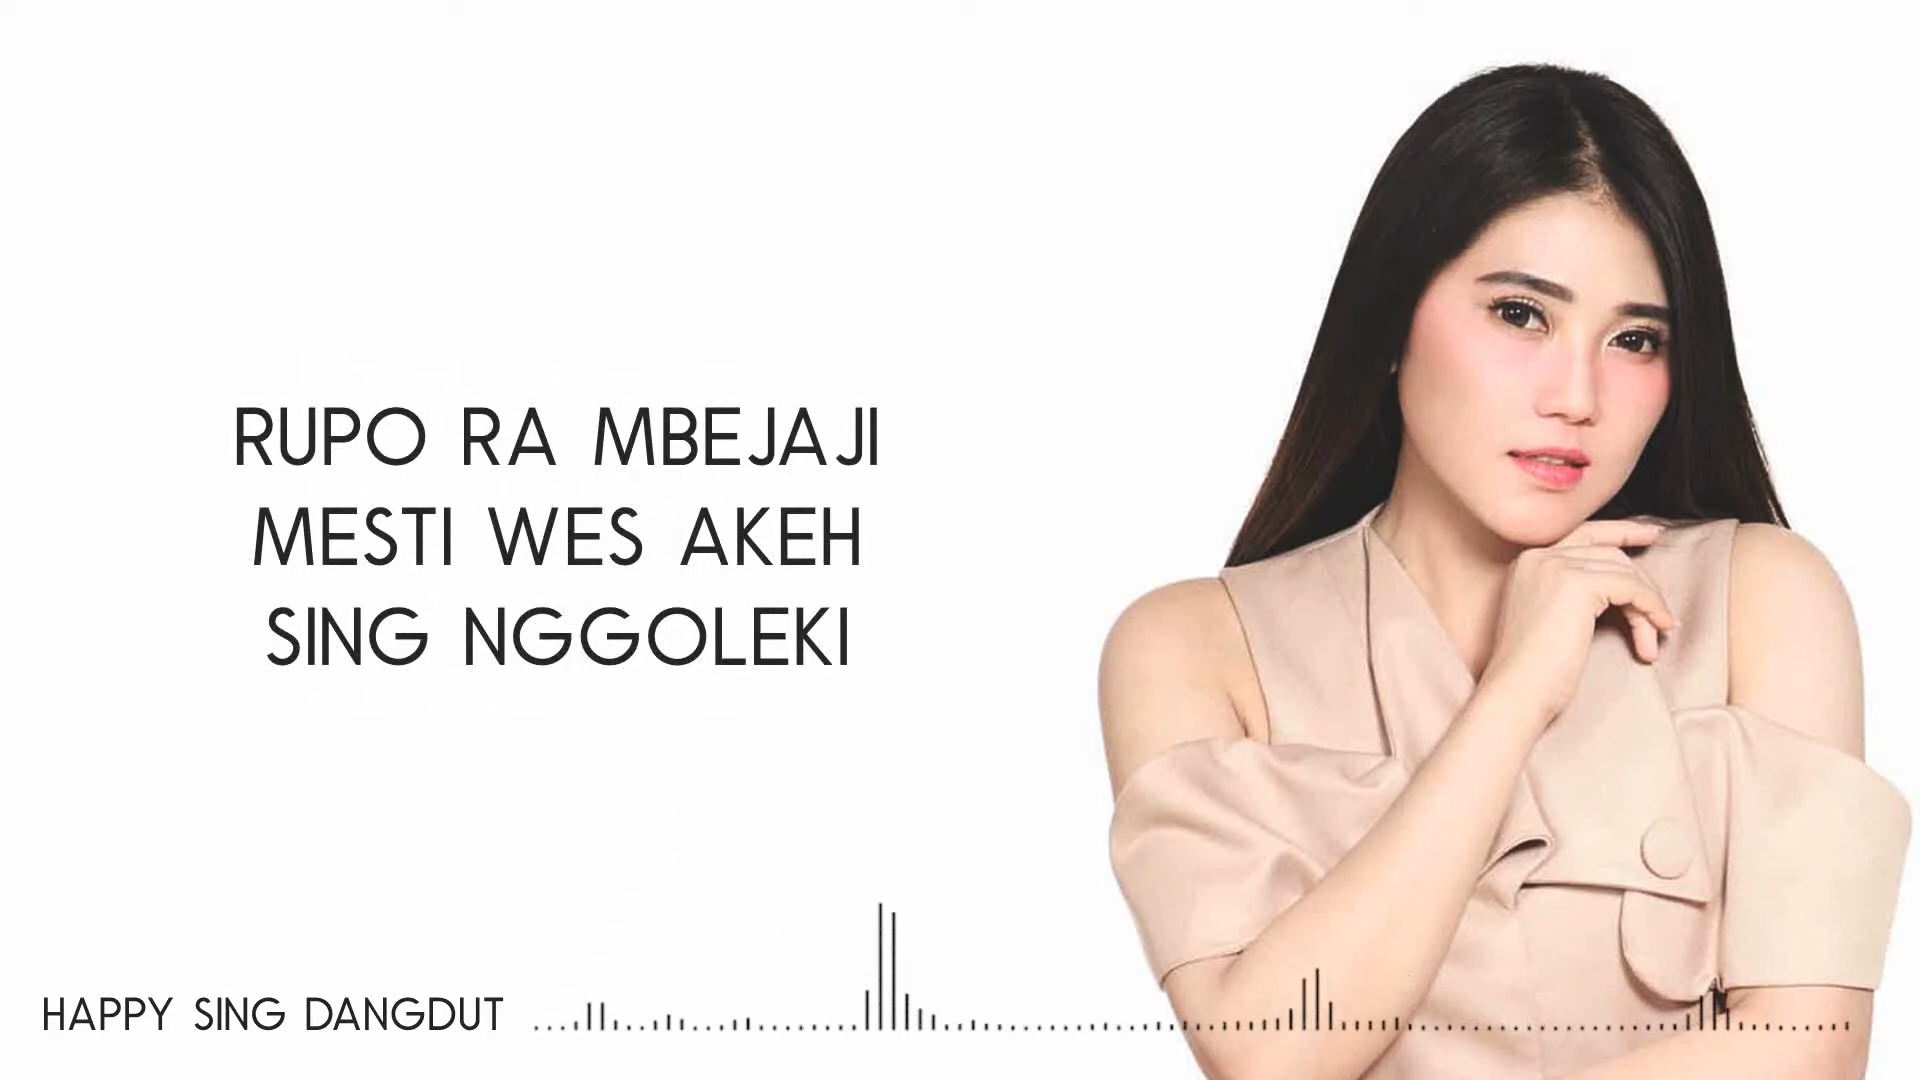 RUPO RA MBEJAJI
MESTI WES AKEH
SING NGGOLEKI
HAPPY SING DANGDUT